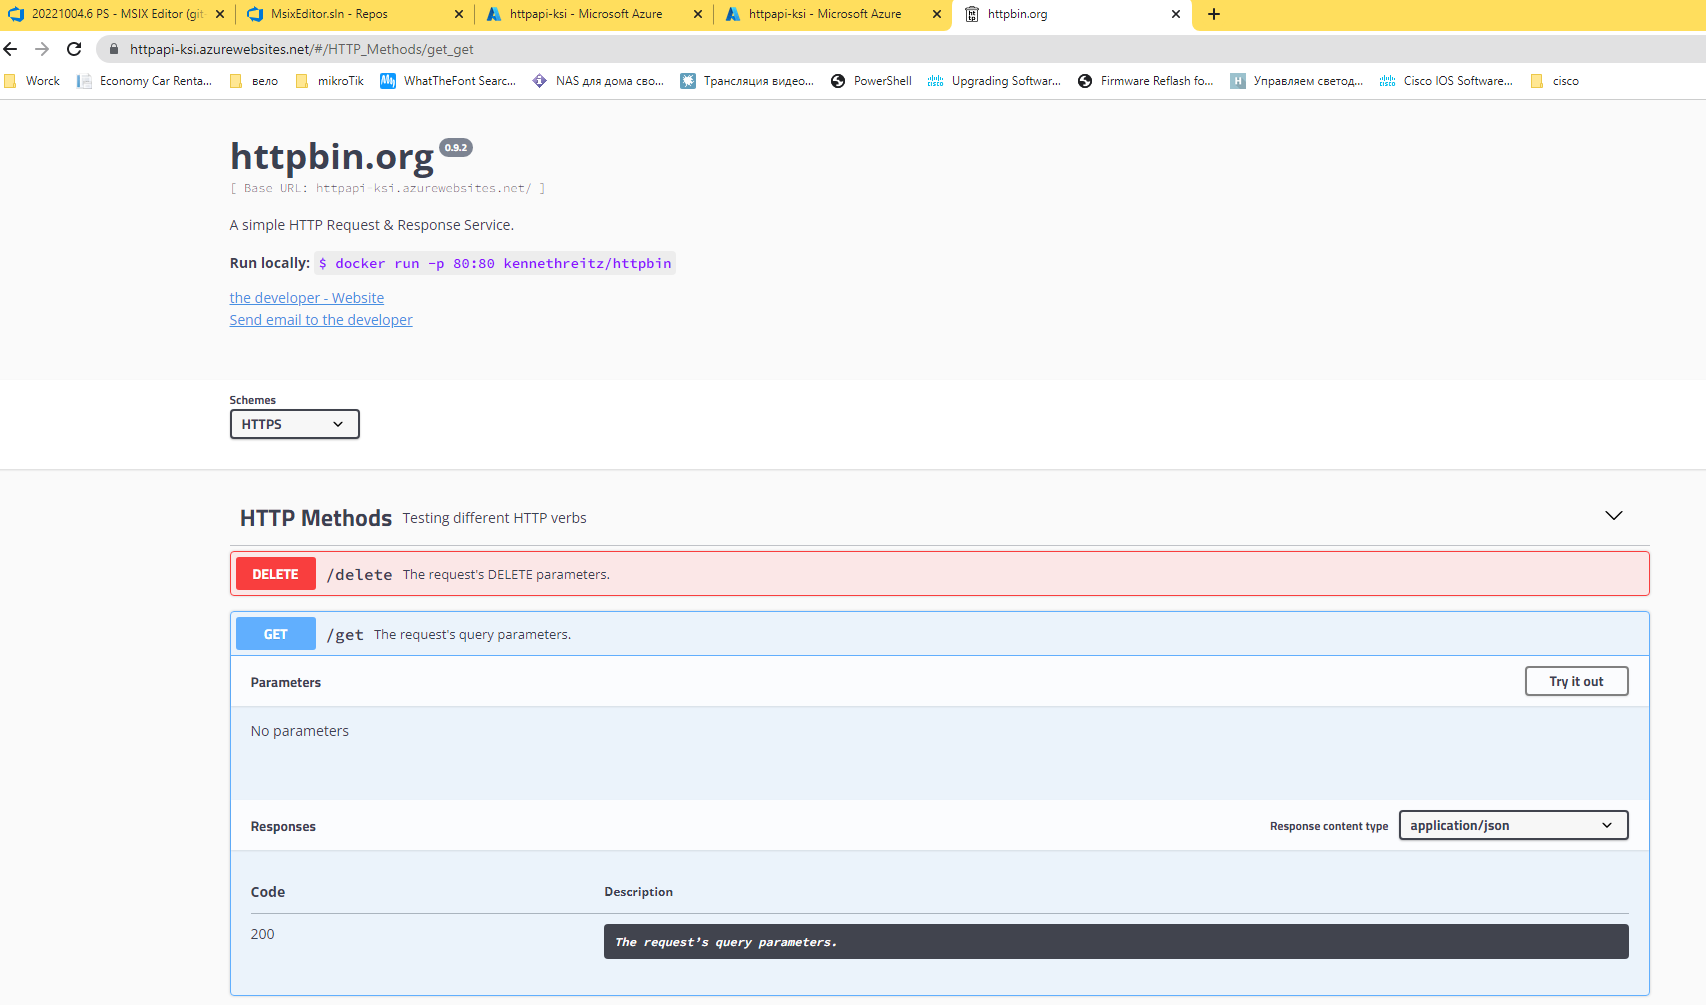 20221004.6 PS - MSIX Editor (git
MsixEditor.sln - Repos
httpapi-ksi - Microsoft Azure
httpapi-ksi - Microsoft Azure
httpbin.org
httpapi-ksi.azurewebsites.net/#/HTTP_Methods/get_get
Worck
Economy Car Renta...
вело
mikroTik
WhatTheFont Searc...
NAS для дома сво...
Трансляция видео...
PowerShell
Upgrading Softwar...
Firmware Reflash fo...
Управляем светод...
Cisco IOS Software...
cisco
httpbin.org 0.9.2
[ Base URL: httpapi-ksi.azurewebsites.net/ ]
A simple HTTP Request & Response Service.
Run locally: $ docker run -p 80:80 kennethreitz/httpbin
the developer - Website
Send email to the developer
Schemes
HTTPS
HTTP Methods Testing different HTTP verbs
DELETE /delete The request's DELETE parameters.
GET /get The request's query parameters.
Parameters
Try it out
No parameters
Responses
Response content type application/json
Code Description
200 The request's query parameters.